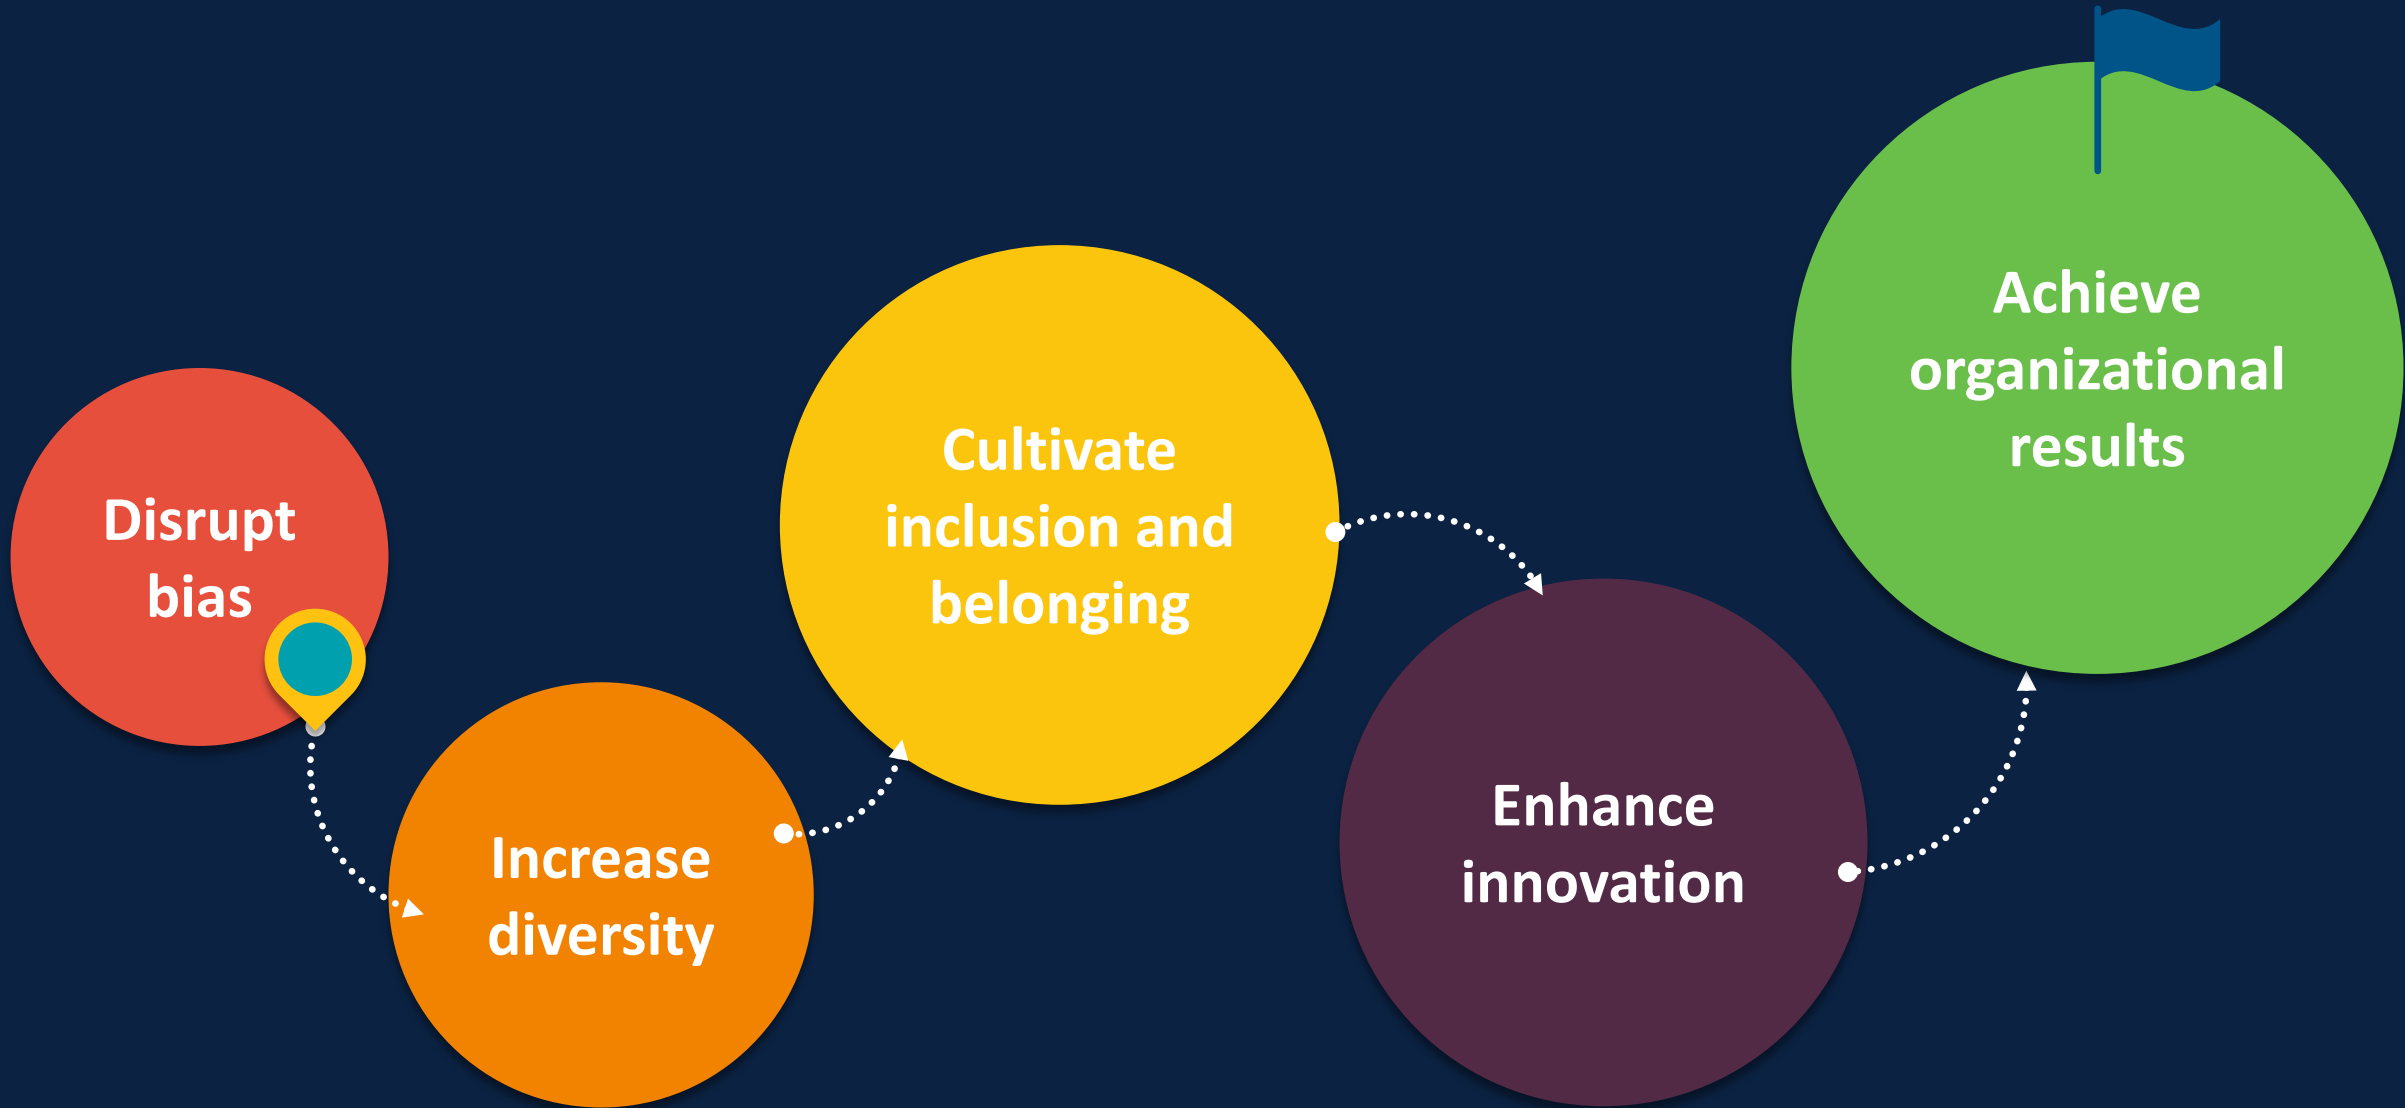 Disrupt
bias
Increase
diversity
Cultivate
inclusion and
belonging
Enhance
innovation
Achieve
organizational
results